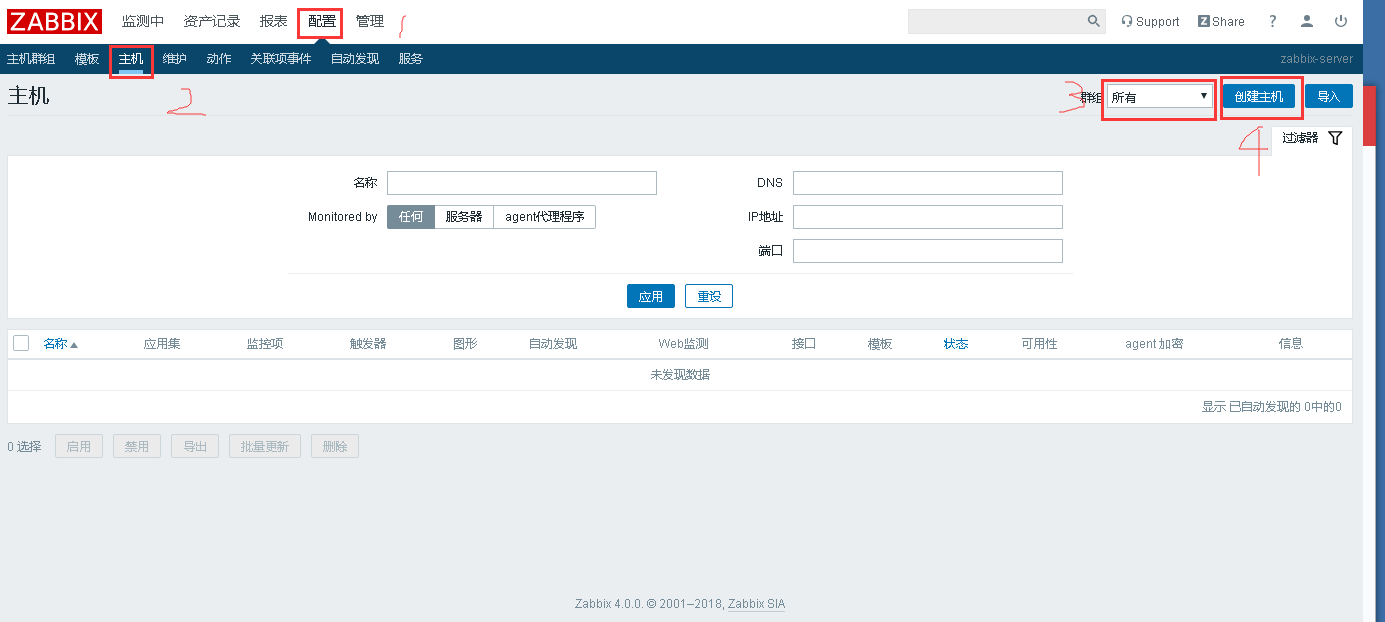 ZABBIX 监测中 资产记录 报表 配置 管理 1 Support Z Share ?
主机群组 模板 主机 维护 动作 关联项事件 自动发现 服务 zabbix-server
主机 2 3 群组 所有 创建主机 导入
4 过滤器
名称 DNS
Monitored by 任何 服务器 agent代理程序 IP地址
端口
应用 重设
名称 应用集 监控项 触发器 图形 自动发现 Web监测 接口 模板 状态 可用性 agent 加密 信息
未发现数据
显示 已自动发现的 0中的0
0 选择 启用 禁用 导出 批量更新 删除
Zabbix 4.0.0. © 2001–2018, Zabbix SIA